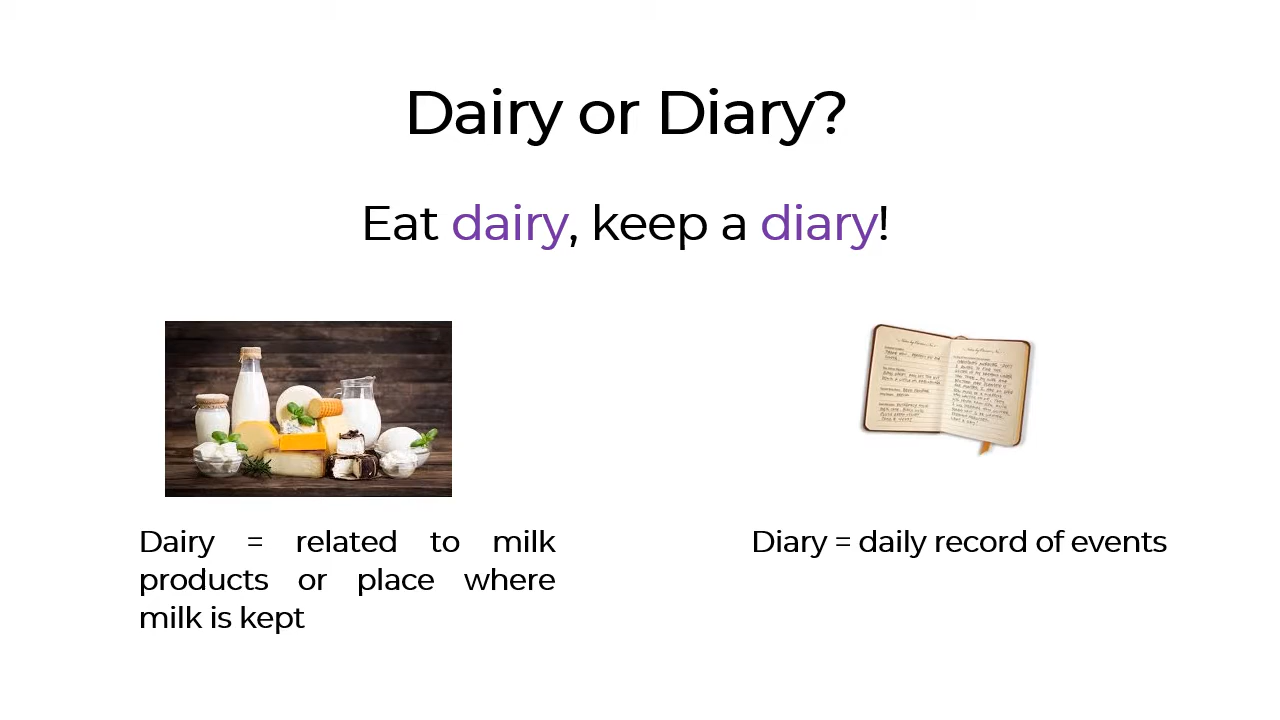 Dairy or Diary?
Eat dairy, keep a diary!
Dairy = related to milk
products or place where
milk is kept
Diary = daily record of events